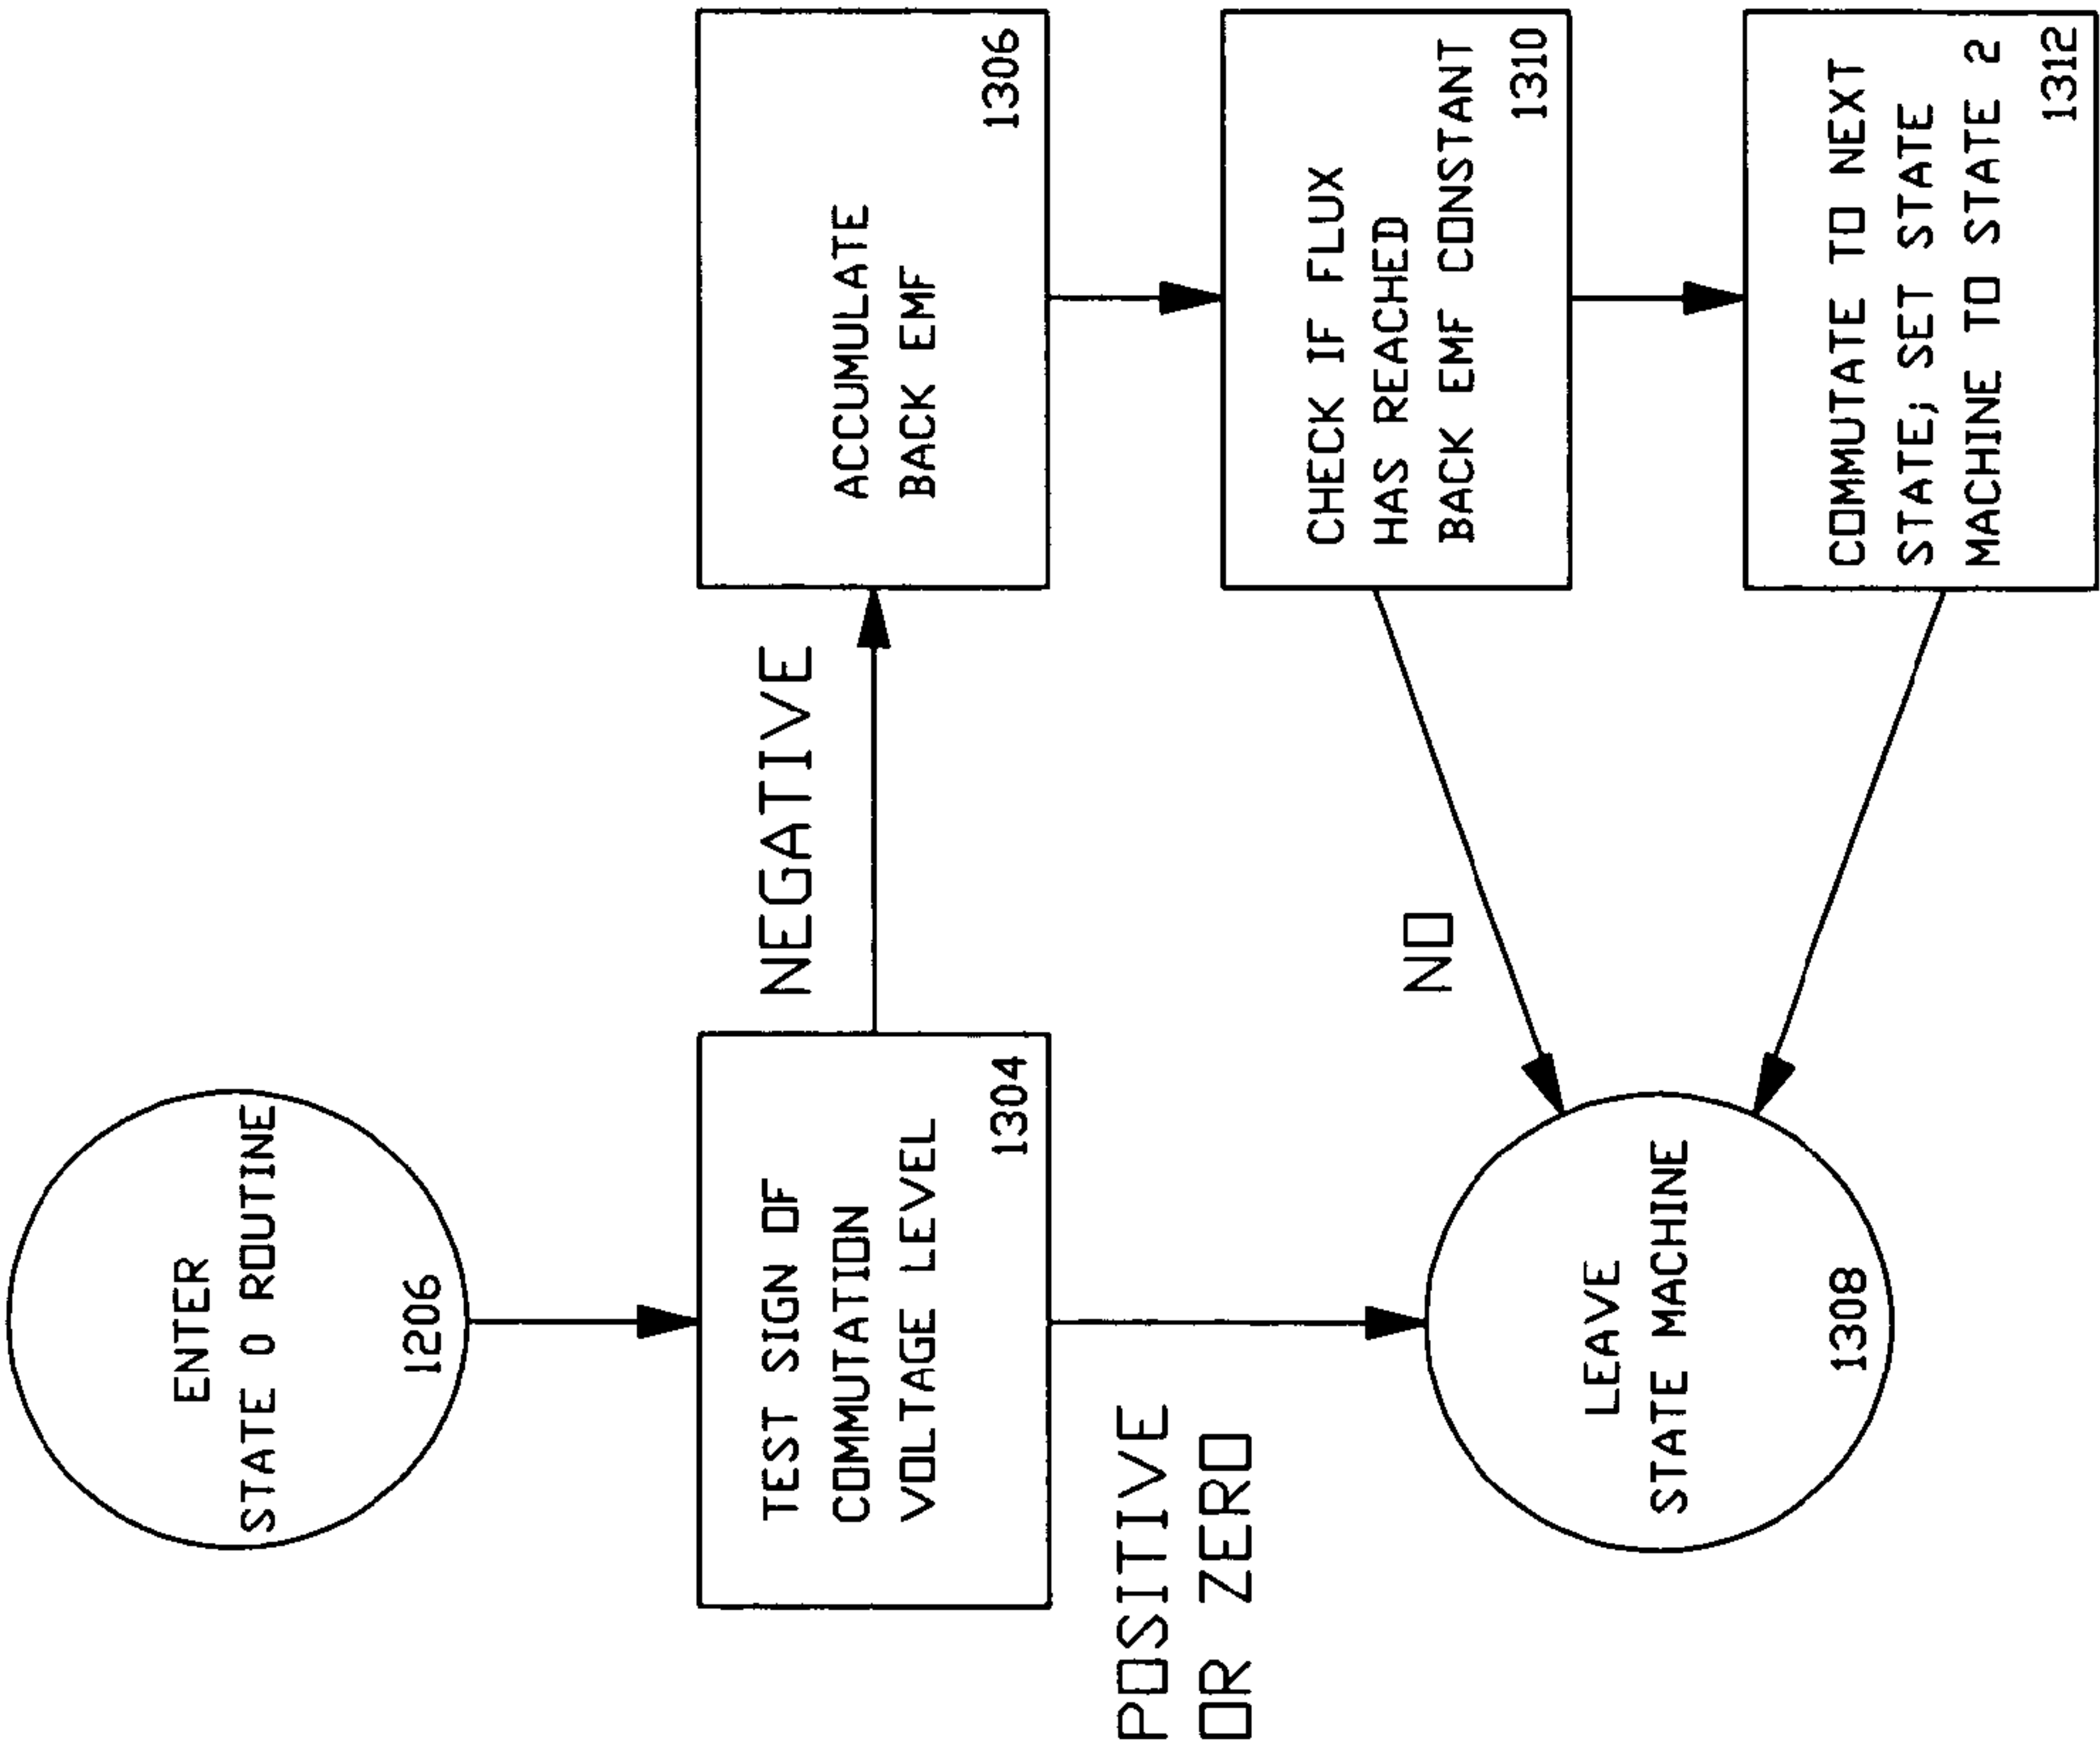 ENTER
STATE 0 ROUTINE
1206
TEST SIGN OF
COMMUTATION
VOLTAGE LEVEL
1304
NEGATIVE
ACCUMULATE
BACK EMF
1306
POSITIVE
OR ZERO
CHECK IF FLUX
HAS REACHED
BACK EMF CONSTANT
1310
NO
LEAVE
STATE MACHINE
1308
COMMUTATE TO NEXT
STATE; SET STATE
MACHINE TO STATE 2
1312